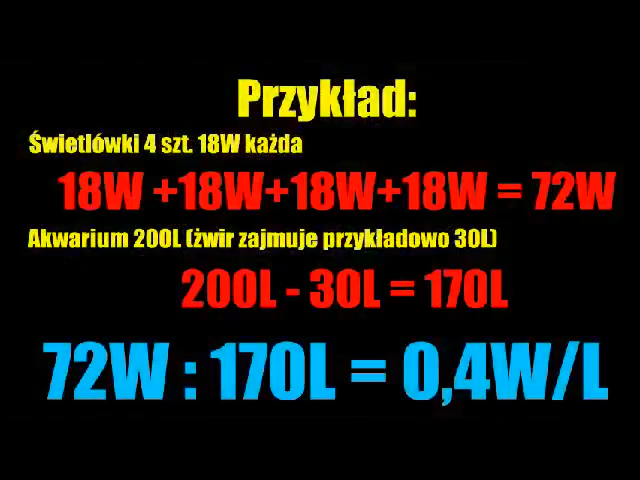 Przykład:
Świetlówki 4 szt. 18W każda
18W +18W+18W+18W = 72W
Akwarium 200L (żwir zajmuje przykładowo 30L)
200L - 30L = 170L
72W : 170L = 0,4W/L